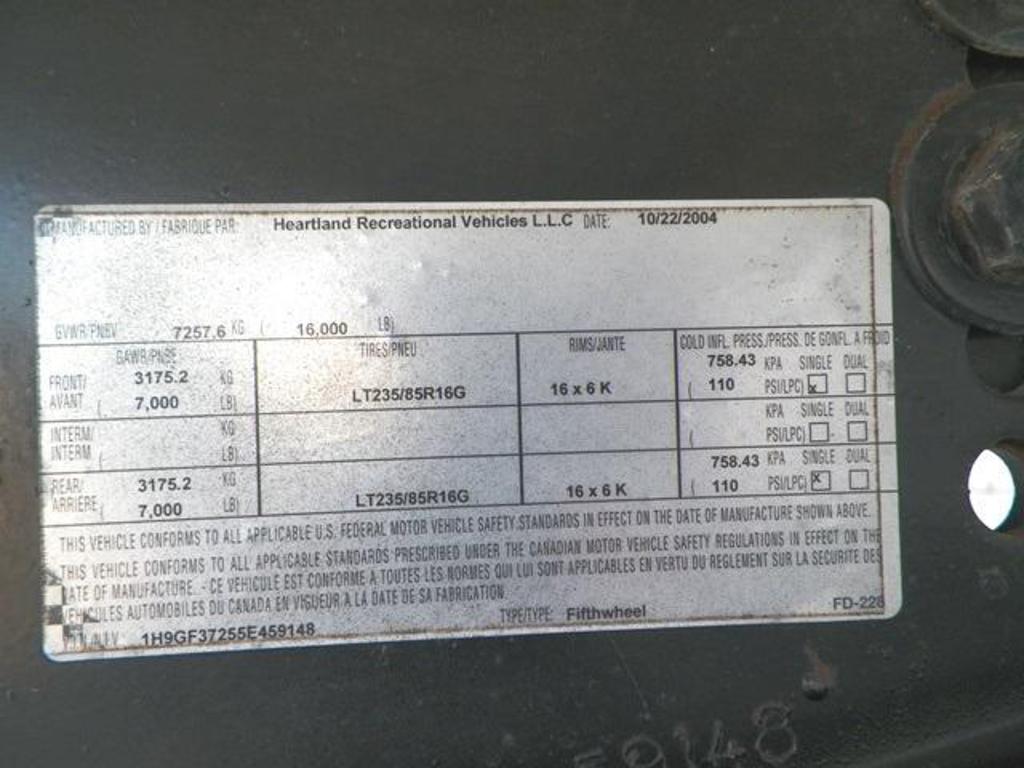 MANUFACTURED BY / FABRIQUE PAR: Heartland Recreational Vehicles L.L.C DATE: 10/22/2004
GVWR/PNBV 7257.6 KG ( 16,000 LB)
GAWR/PNBE TIRES/PNEU RIMS/JANTE COLD INFL. PRESS./PRESS. DE GONFL. A FROID
FRONT/ 3175.2 KG 758.43 KPA SINGLE DUAL
AVANT ( 7,000 LB) LT235/85R16G 16 x 6 K ( 110 PSI/LPC) x
INTERM/ KG KPA SINGLE DUAL
INTERM ( LB) ( PSI/LPC) -
REAR/ 3175.2 KG 758.43 KPA SINGLE DUAL
ARRIERE ( 7,000 LB) LT235/85R16G 16 x 6 K ( 110 PSI/LPC) x
THIS VEHICLE CONFORMS TO ALL APPLICABLE U.S. FEDERAL MOTOR VEHICLE SAFETY STANDARDS IN EFFECT ON THE DATE OF MANUFACTURE SHOWN ABOVE.
THIS VEHICLE CONFORMS TO ALL APPLICABLE STANDARDS PRESCRIBED UNDER THE CANADIAN MOTOR VEHICLE SAFETY REGULATIONS IN EFFECT ON THE
DATE OF MANUFACTURE. - CE VEHICULE EST CONFORME A TOUTES LES NORMES QUI LUI SONT APPLICABLES EN VERTU DU REGLEMENT SUR LA SECURITE DES
VEHICULES AUTOMOBILES DU CANADA EN VIGUEUR A LA DATE DE SA FABRICATION.
V.I.N./N.I.V. 1H9GF37255E459148 TYPE/TYPE: Fifthwheel FD-228
59148